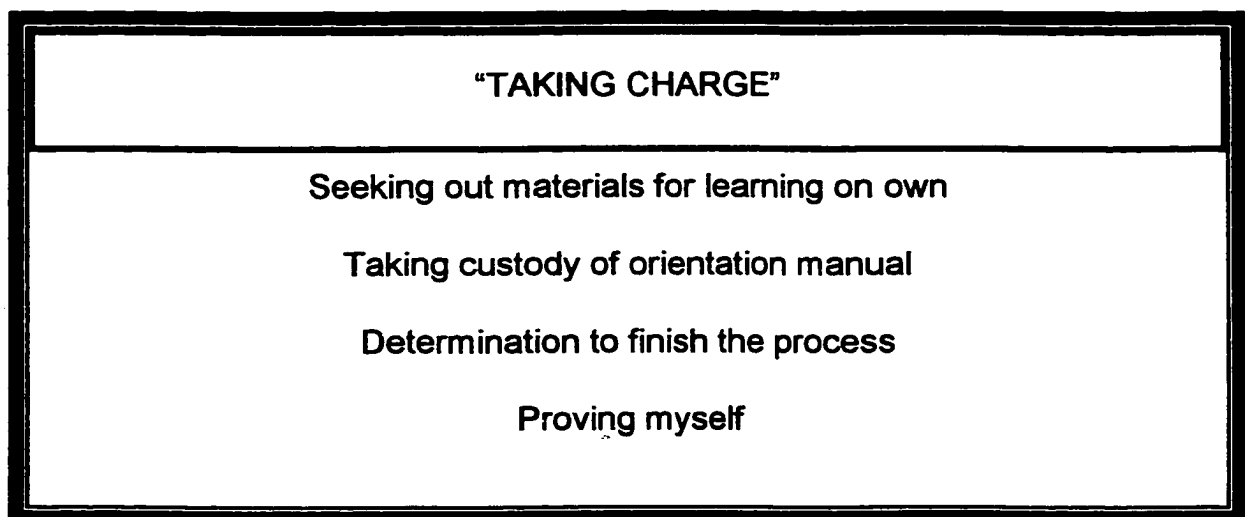 “TAKING CHARGE”
Seeking out materials for learning on own
Taking custody of orientation manual
Determination to finish the process
Proving myself